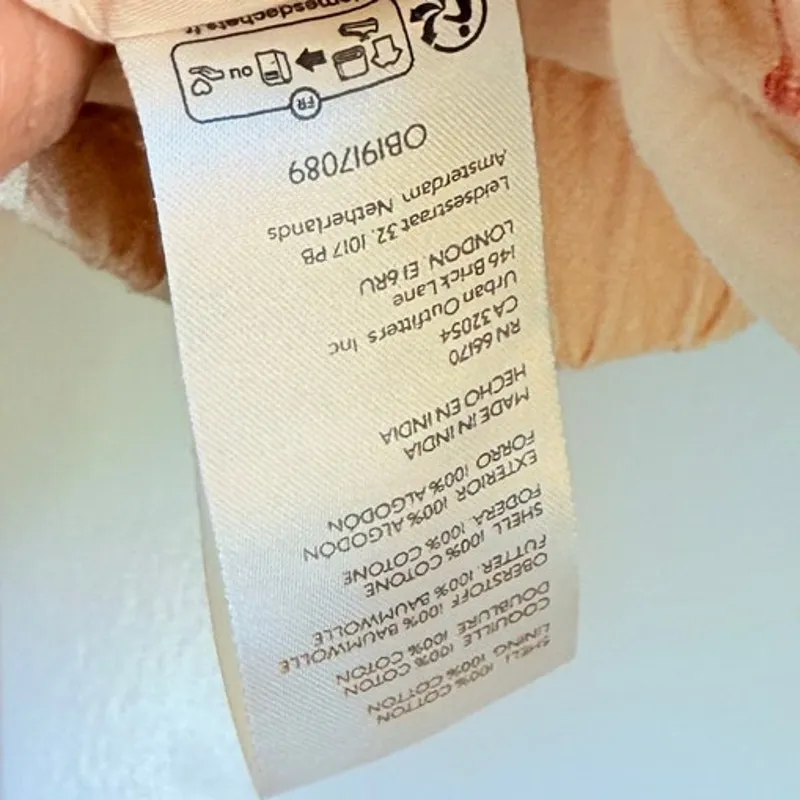 SHELL 100% COTTON
LINING 100% COTTON
COQUILLE 100% COTON
DOUBLURE 100% COTON
OBERSTOFF 100% BAUMWOLLE
FUTTER. 100% BAUMWOLLE
SHELL 100% COTONE
FODERA. 100% COTONE
EXTERIOR. 100% ALGODÓN
FORRO 100% ALGODÓN
MADE IN INDIA
HECHO EN INDIA
RN 66170
CA 32054
Urban Outfitters Inc
146 Brick Lane
LONDON, E1 6RU
Leidsestraat 32, 1017 PB
Amsterdam, Netherlands
OB1917089
FR
OU